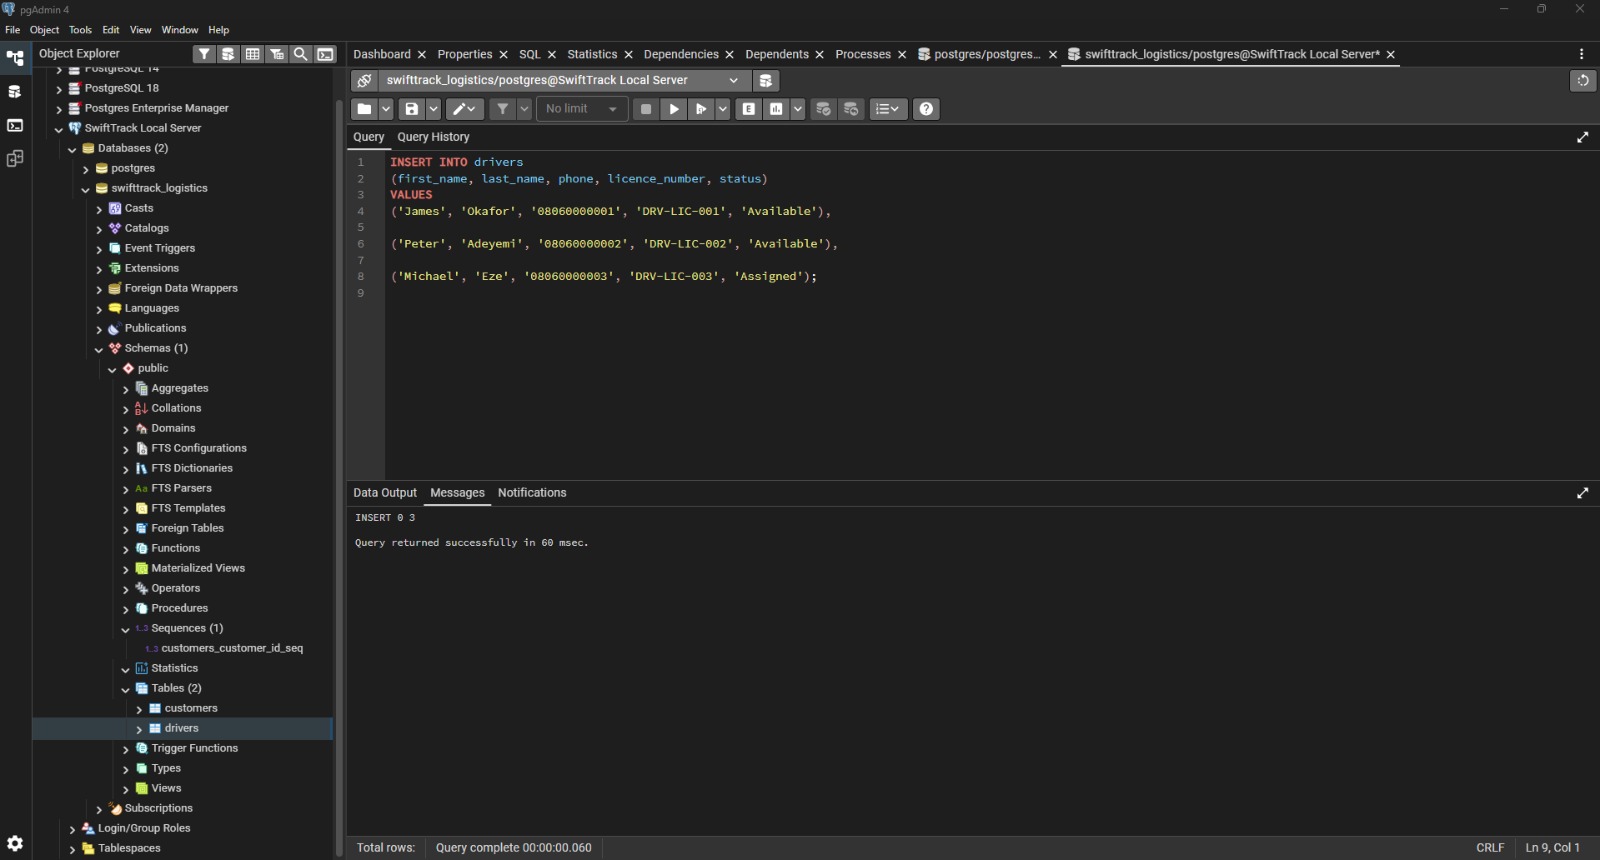 pgAdmin 4
File Object Tools Edit View Window Help
Object Explorer
PostgreSQL 14
PostgreSQL 18
Postgres Enterprise Manager
SwiftTrack Local Server
Databases (2)
postgres
swifttrack_logistics
Casts
Catalogs
Event Triggers
Extensions
Foreign Data Wrappers
Languages
Publications
Schemas (1)
public
Aggregates
Collations
Domains
FTS Configurations
FTS Dictionaries
Aa FTS Parsers
FTS Templates
Foreign Tables
Functions
Materialized Views
Operators
Procedures
1..3 Sequences (1)
1..3 customers_customer_id_seq
Statistics
Tables (2)
customers
drivers
Trigger Functions
Types
Views
Subscriptions
Login/Group Roles
Tablespaces
Dashboard Properties SQL Statistics Dependencies Dependents Processes postgres/postgres... swifttrack_logistics/postgres@SwiftTrack Local Server*
swifttrack_logistics/postgres@SwiftTrack Local Server
No limit
E
Query Query History
1 INSERT INTO drivers
2 (first_name, last_name, phone, licence_number, status)
3 VALUES
4 ('James', 'Okafor', '08060000001', 'DRV-LIC-001', 'Available'),
5
6 ('Peter', 'Adeyemi', '08060000002', 'DRV-LIC-002', 'Available'),
7
8 ('Michael', 'Eze', '08060000003', 'DRV-LIC-003', 'Assigned');
9
Data Output Messages Notifications
INSERT 0 3
Query returned successfully in 60 msec.
Total rows: Query complete 00:00:00.060 CRLF Ln 9, Col 1